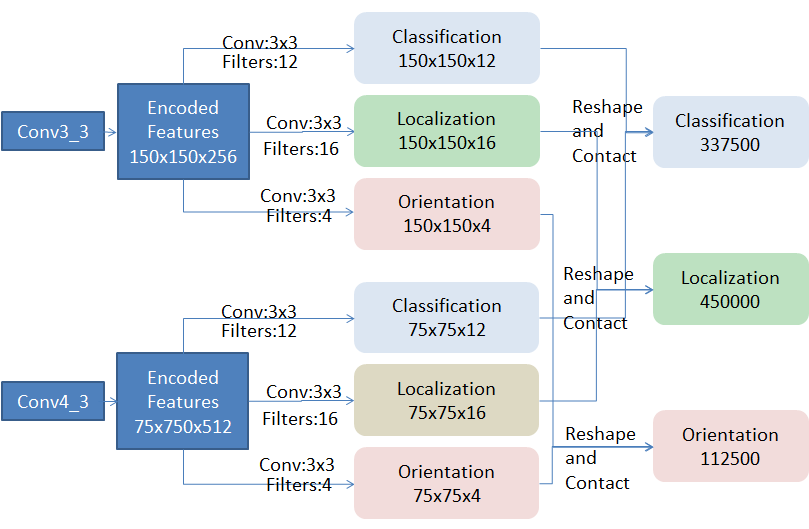 Conv:3x3
Filters:12
Classification
150x150x12
Conv3_3
Encoded
Features
150x150x256
Conv:3x3
Filters:16
Localization
150x150x16
Reshape
and
Contact
Classification
337500
Conv:3x3
Filters:4
Orientation
150x150x4
Reshape
and
Contact
Localization
450000
Conv:3x3
Filters:12
Classification
75x75x12
Conv4_3
Encoded
Features
75x750x512
Conv:3x3
Filters:16
Localization
75x75x16
Conv:3x3
Filters:4
Orientation
75x75x4
Reshape
and
Contact
Orientation
112500